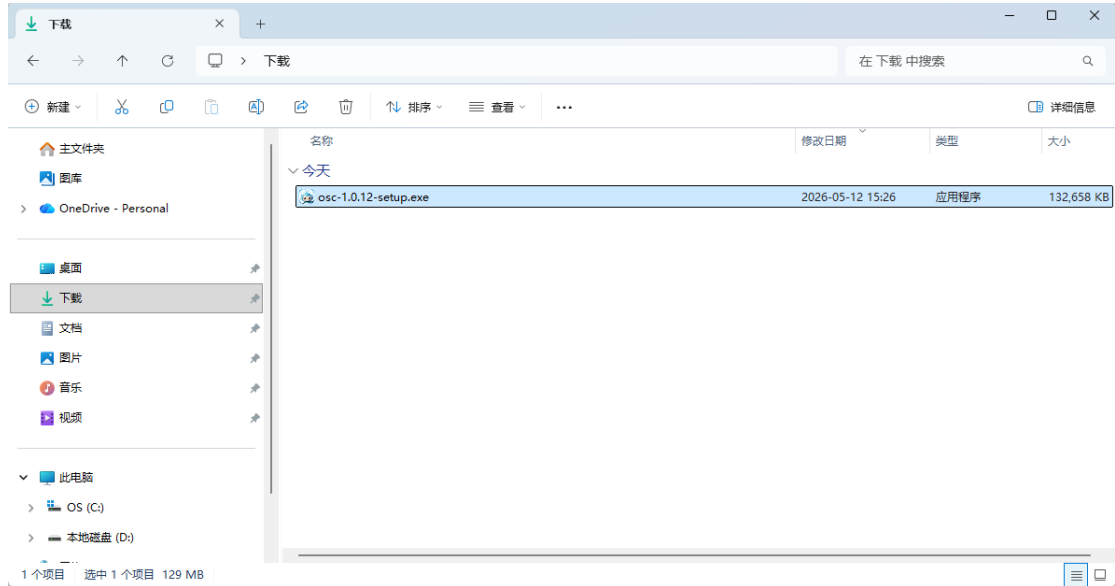 下载
下载
在 下载 中搜索
新建
排序
查看
详细信息
名称 修改日期 类型 大小
主文件夹
今天
图库
osc-1.0.12-setup.exe 2026-05-12 15:26 应用程序 132,658 KB
OneDrive - Personal
桌面
下载
文档
图片
音乐
视频
此电脑
OS (C:)
本地磁盘 (D:)
1 个项目 选中 1 个项目 129 MB